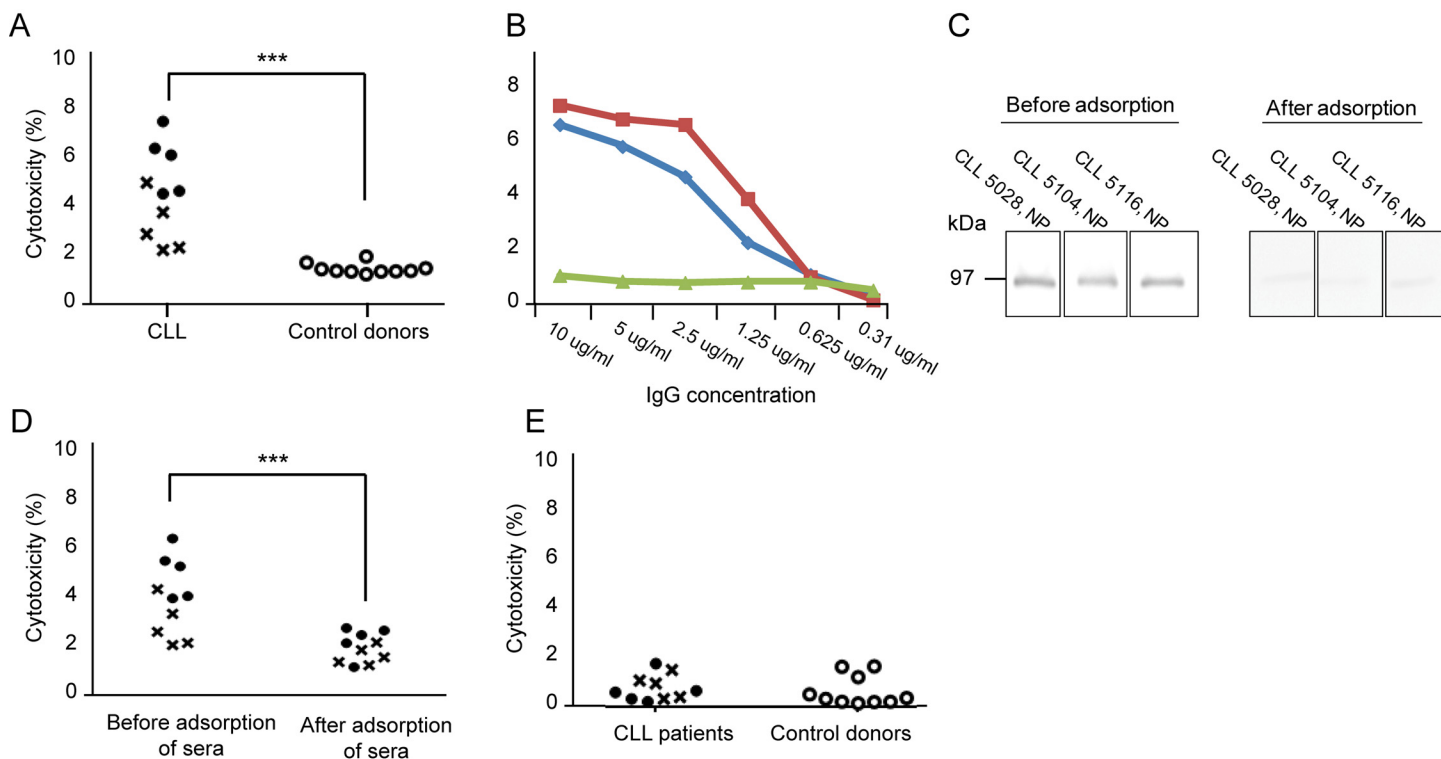 A
10
8
6
4
2
0
Cytotoxicity (%)
***
CLL
Control donors
B
8
6
4
2
0
10 ug/ml
5 ug/ml
2.5 ug/ml
1.25 ug/ml
0.625 ug/ml
0.31 ug/ml
IgG concentration
C
Before adsorption
After adsorption
CLL 5028, NP
CLL 5104, NP
CLL 5116, NP
CLL 5028, NP
CLL 5104, NP
CLL 5116, NP
kDa
97
D
10
8
6
4
2
0
Cytotoxicity (%)
***
Before adsorption
of sera
After adsorption
of sera
E
10
8
6
4
2
0
Cytotoxicity (%)
CLL patients
Control donors